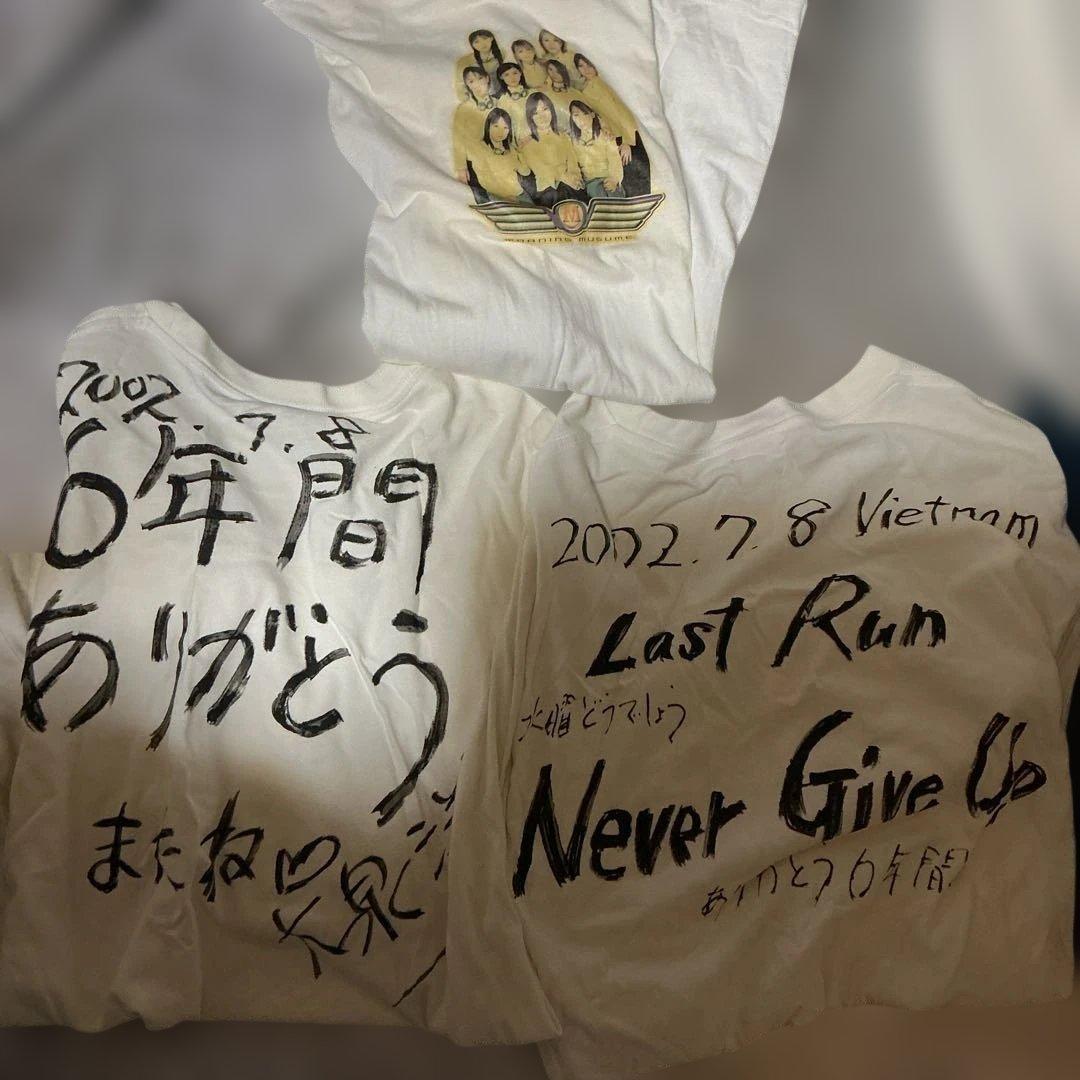 MORNING MUSUME
M
2002.7.8
6年間
ありがとう
またね
2002.7.8 Vietnam
Last Run
水曜どうでしょう
Never Give Up
ありがとう6年間